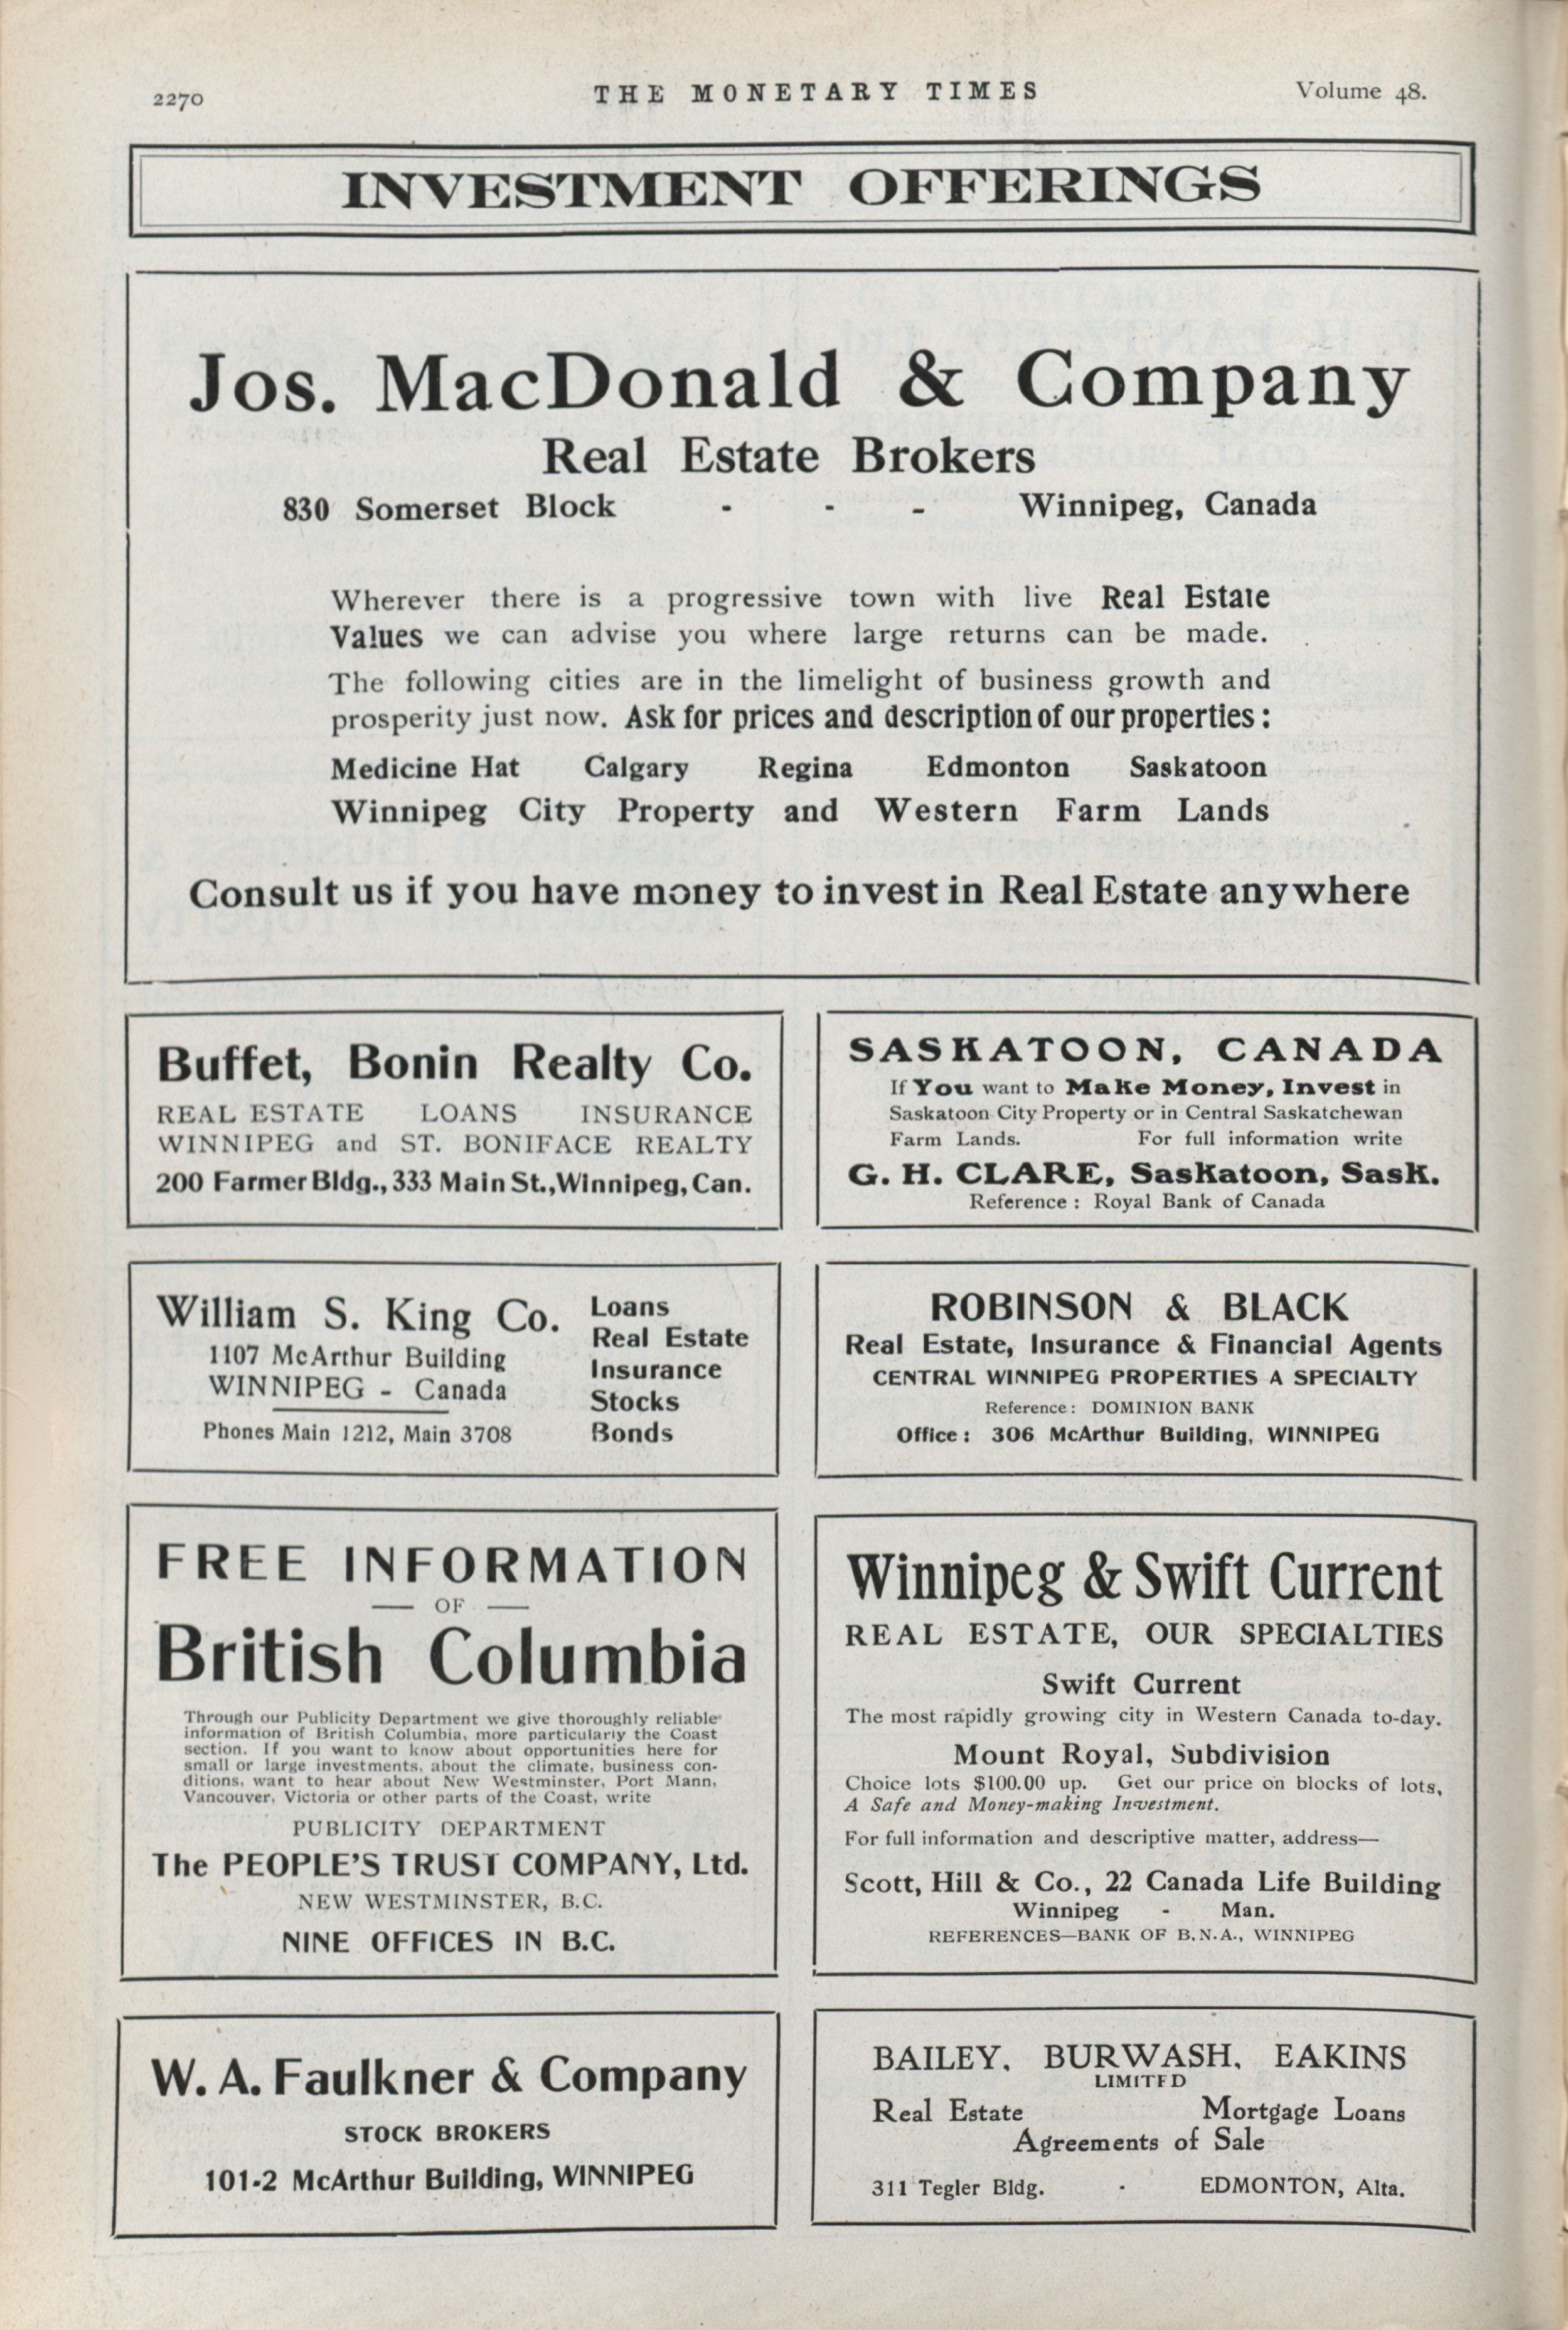 2270
THE MONETARY TIMES
Volume 48.
INVESTMENT OFFERINGS
Jos. MacDonald & Company
Real Estate Brokers
830 Somerset Block - - - Winnipeg, Canada
Wherever there is a progressive town with live Real Estate
Values we can advise you where large returns can be made.
The following cities are in the limelight of business growth and
prosperity just now. Ask for prices and description of our properties :
Medicine Hat Calgary Regina Edmonton Saskatoon
Winnipeg City Property and Western Farm Lands
Consult us if you have money to invest in Real Estate anywhere
Buffet, Bonin Realty Co.
REAL ESTATE LOANS INSURANCE
WINNIPEG and ST. BONIFACE REALTY
200 Farmer Bldg., 333 Main St., Winnipeg, Can.
SASKATOON, CANADA
If You want to Make Money, Invest in
Saskatoon City Property or in Central Saskatchewan
Farm Lands. For full information write
G. H. CLARE, Saskatoon, Sask.
Reference : Royal Bank of Canada
William S. King Co.
1107 McArthur Building
WINNIPEG - Canada
Phones Main 1212, Main 3708
Loans
Real Estate
Insurance
Stocks
Bonds
ROBINSON & BLACK
Real Estate, Insurance & Financial Agents
CENTRAL WINNIPEG PROPERTIES A SPECIALTY
Reference : DOMINION BANK
Office : 306 McArthur Building, WINNIPEG
FREE INFORMATION
— OF —
British Columbia
Through our Publicity Department we give thoroughly reliable
information of British Columbia, more particularly the Coast
section. If you want to know about opportunities here for
small or large investments, about the climate, business con-
ditions, want to hear about New Westminster, Port Mann,
Vancouver, Victoria or other parts of the Coast, write
PUBLICITY DEPARTMENT
The PEOPLE'S TRUST COMPANY, Ltd.
NEW WESTMINSTER, B.C.
NINE OFFICES IN B.C.
Winnipeg & Swift Current
REAL ESTATE, OUR SPECIALTIES
Swift Current
The most rapidly growing city in Western Canada to-day.
Mount Royal, Subdivision
Choice lots $100.00 up. Get our price on blocks of lots,
A Safe and Money-making Investment.
For full information and descriptive matter, address—
Scott, Hill & Co., 22 Canada Life Building
Winnipeg - Man.
REFERENCES—BANK OF B.N.A., WINNIPEG
W. A. Faulkner & Company
STOCK BROKERS
101-2 McArthur Building, WINNIPEG
BAILEY, BURWASH, EAKINS
LIMITED
Real Estate Mortgage Loans
Agreements of Sale
311 Tegler Bldg. - EDMONTON, Alta.